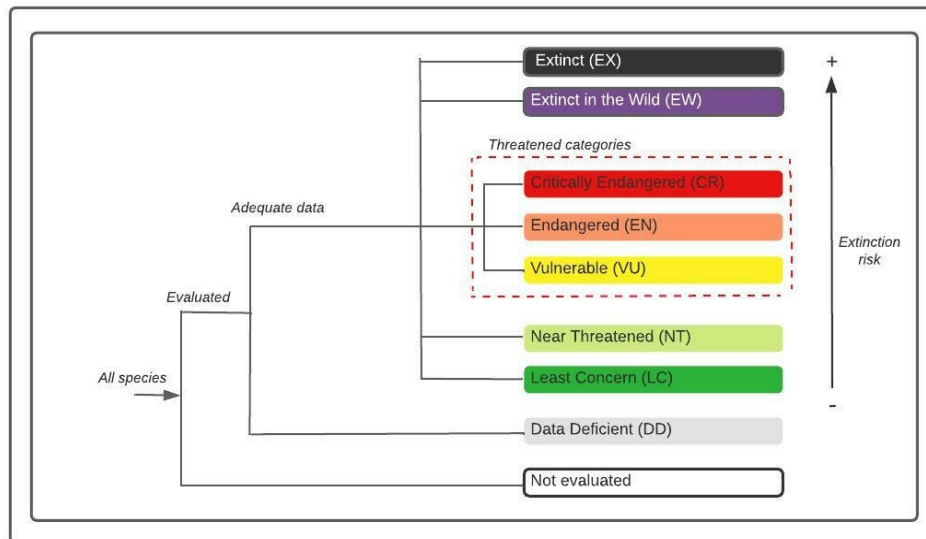 Extinct (EX)
+
Extinct in the Wild (EW)
Threatened categories
Critically Endangered (CR)
Adequate data
Endangered (EN)
Extinction
risk
Vulnerable (VU)
Evaluated
Near Threatened (NT)
All species
Least Concern (LC)
-
Data Deficient (DD)
Not evaluated